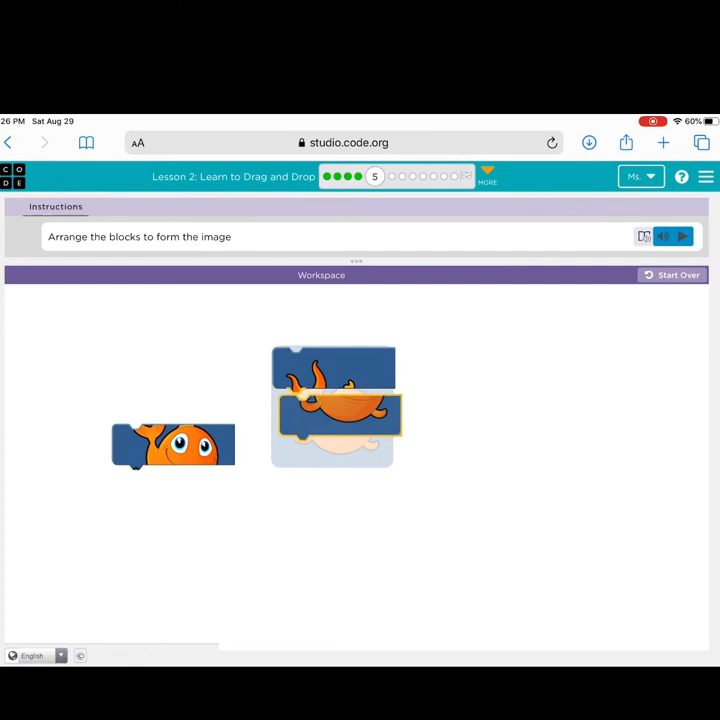 26 PM Sat Aug 29 60%
AA studio.code.org
C O
D E
Lesson 2: Learn to Drag and Drop 5 MORE Ms. ?
Instructions
Arrange the blocks to form the image
Workspace Start Over
English ©